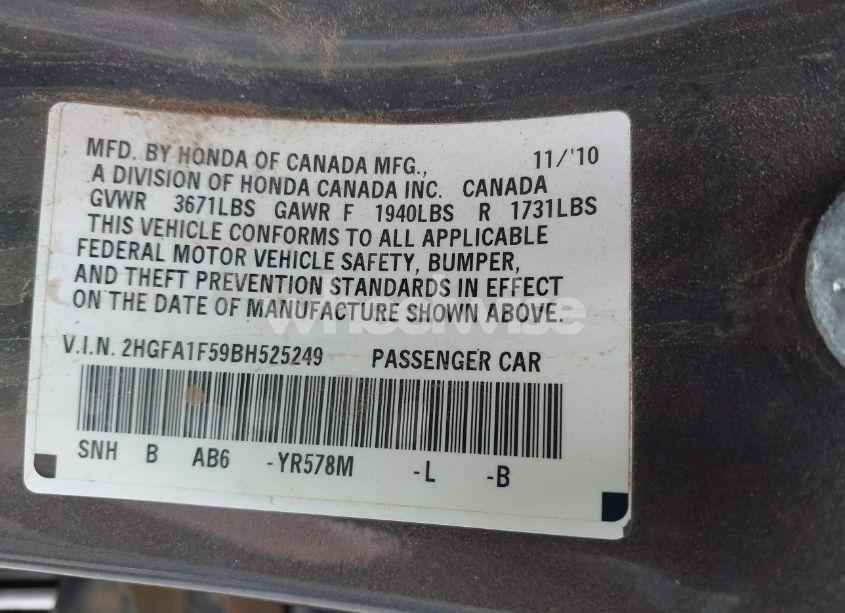 MFD. BY HONDA OF CANADA MFG., 11/'10
A DIVISION OF HONDA CANADA INC. CANADA
GVWR 3671LBS GAWR F 1940LBS R 1731LBS
THIS VEHICLE CONFORMS TO ALL APPLICABLE
FEDERAL MOTOR VEHICLE SAFETY, BUMPER,
AND THEFT PREVENTION STANDARDS IN EFFECT
ON THE DATE OF MANUFACTURE SHOWN ABOVE.
wheelwise
V.I.N. 2HGFA1F59BH525249 PASSENGER CAR
SNH B AB6 -YR578M -L -B